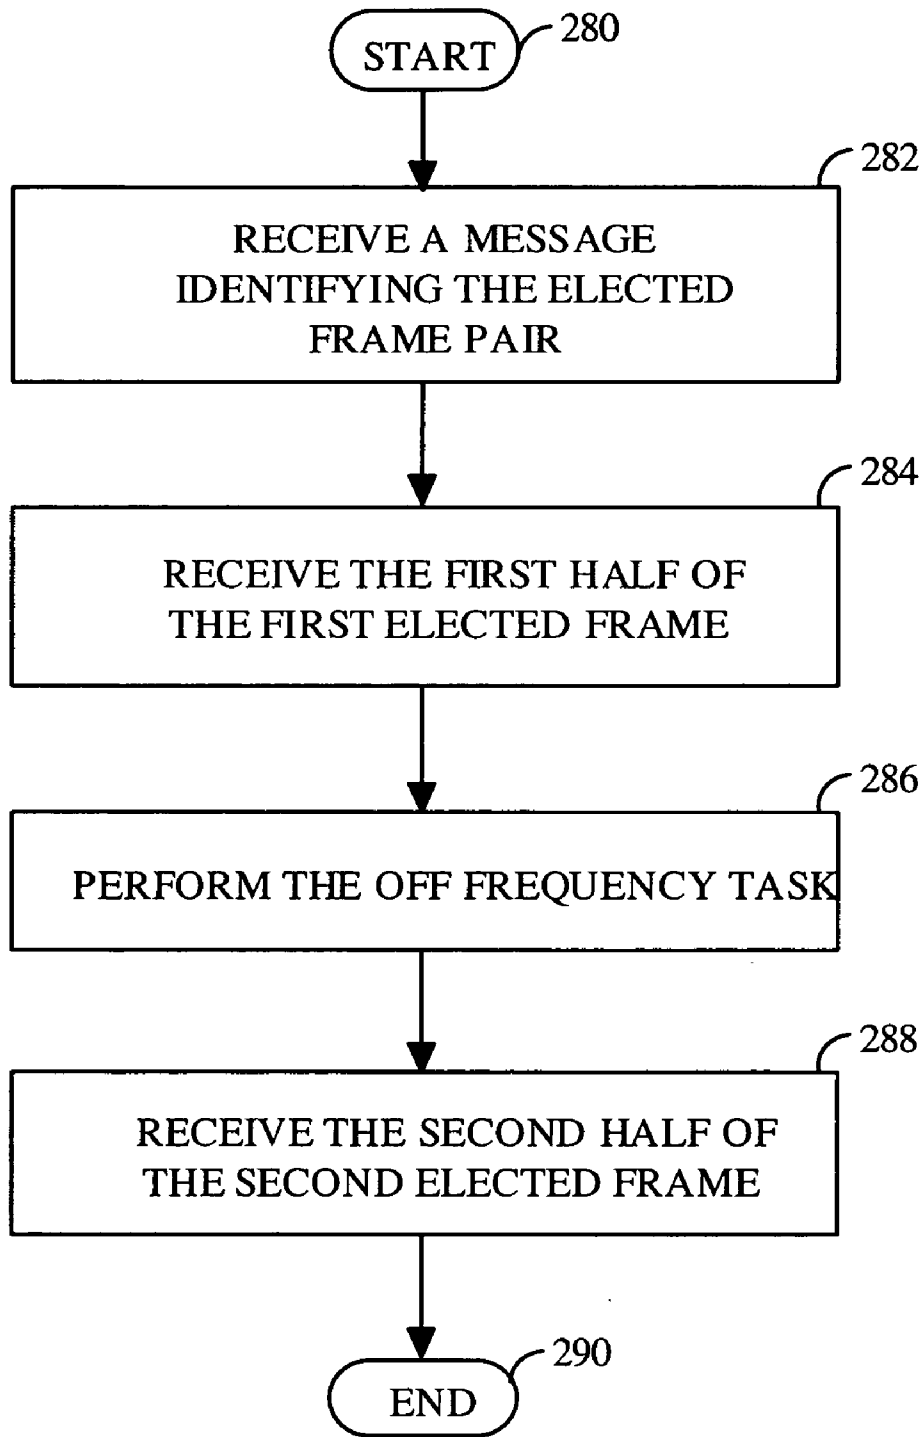 START
280
282
RECEIVE A MESSAGE
IDENTIFYING THE ELECTED
FRAME PAIR
284
RECEIVE THE FIRST HALF OF
THE FIRST ELECTED FRAME
286
PERFORM THE OFF FREQUENCY TASK
288
RECEIVE THE SECOND HALF OF
THE SECOND ELECTED FRAME
290
END